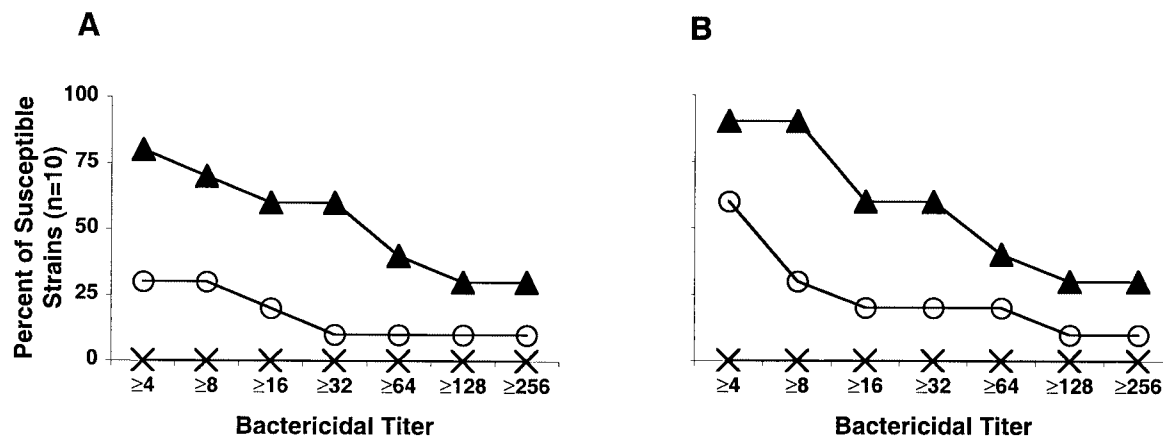 A
B
Percent of Susceptible
Strains (n=10)
100
75
50
25
0
≥4 ≥8 ≥16 ≥32 ≥64 ≥128 ≥256
Bactericidal Titer
≥4 ≥8 ≥16 ≥32 ≥64 ≥128 ≥256
Bactericidal Titer